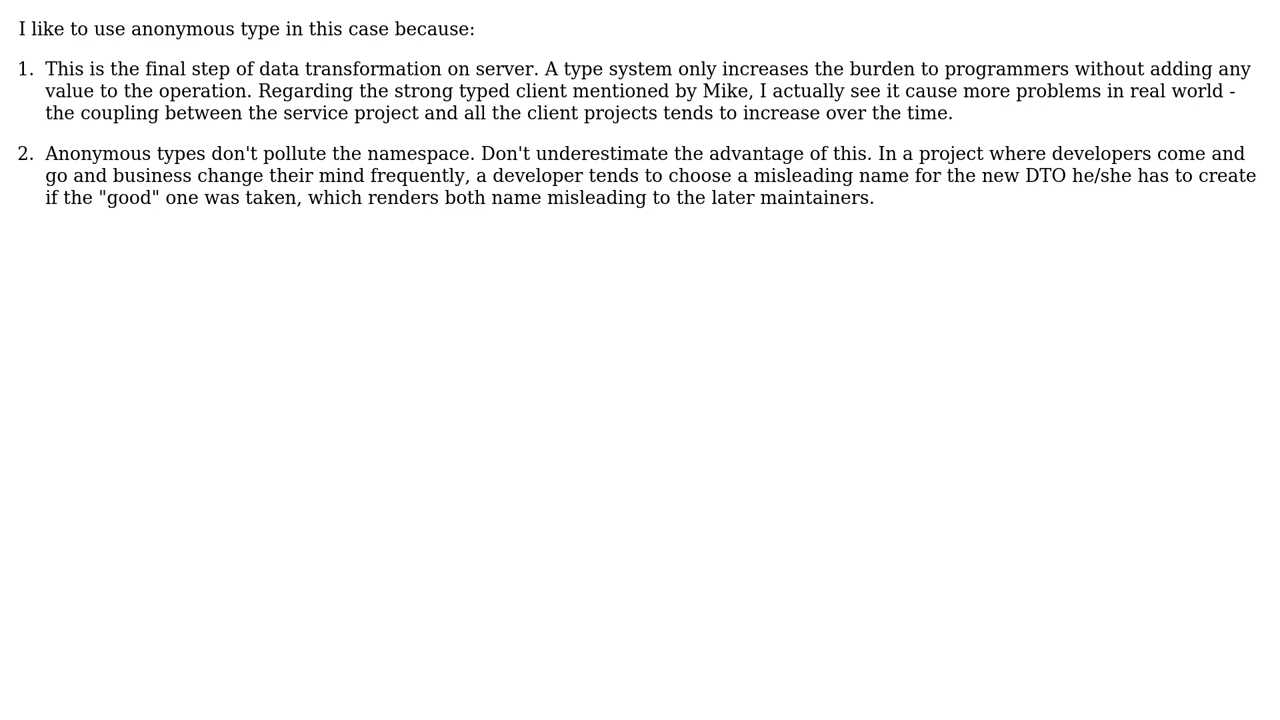 I like to use anonymous type in this case because:
1. This is the final step of data transformation on server. A type system only increases the burden to programmers without adding any
value to the operation. Regarding the strong typed client mentioned by Mike, I actually see it cause more problems in real world -
the coupling between the service project and all the client projects tends to increase over the time.
2. Anonymous types don't pollute the namespace. Don't underestimate the advantage of this. In a project where developers come and
go and business change their mind frequently, a developer tends to choose a misleading name for the new DTO he/she has to create
if the "good" one was taken, which renders both name misleading to the later maintainers.